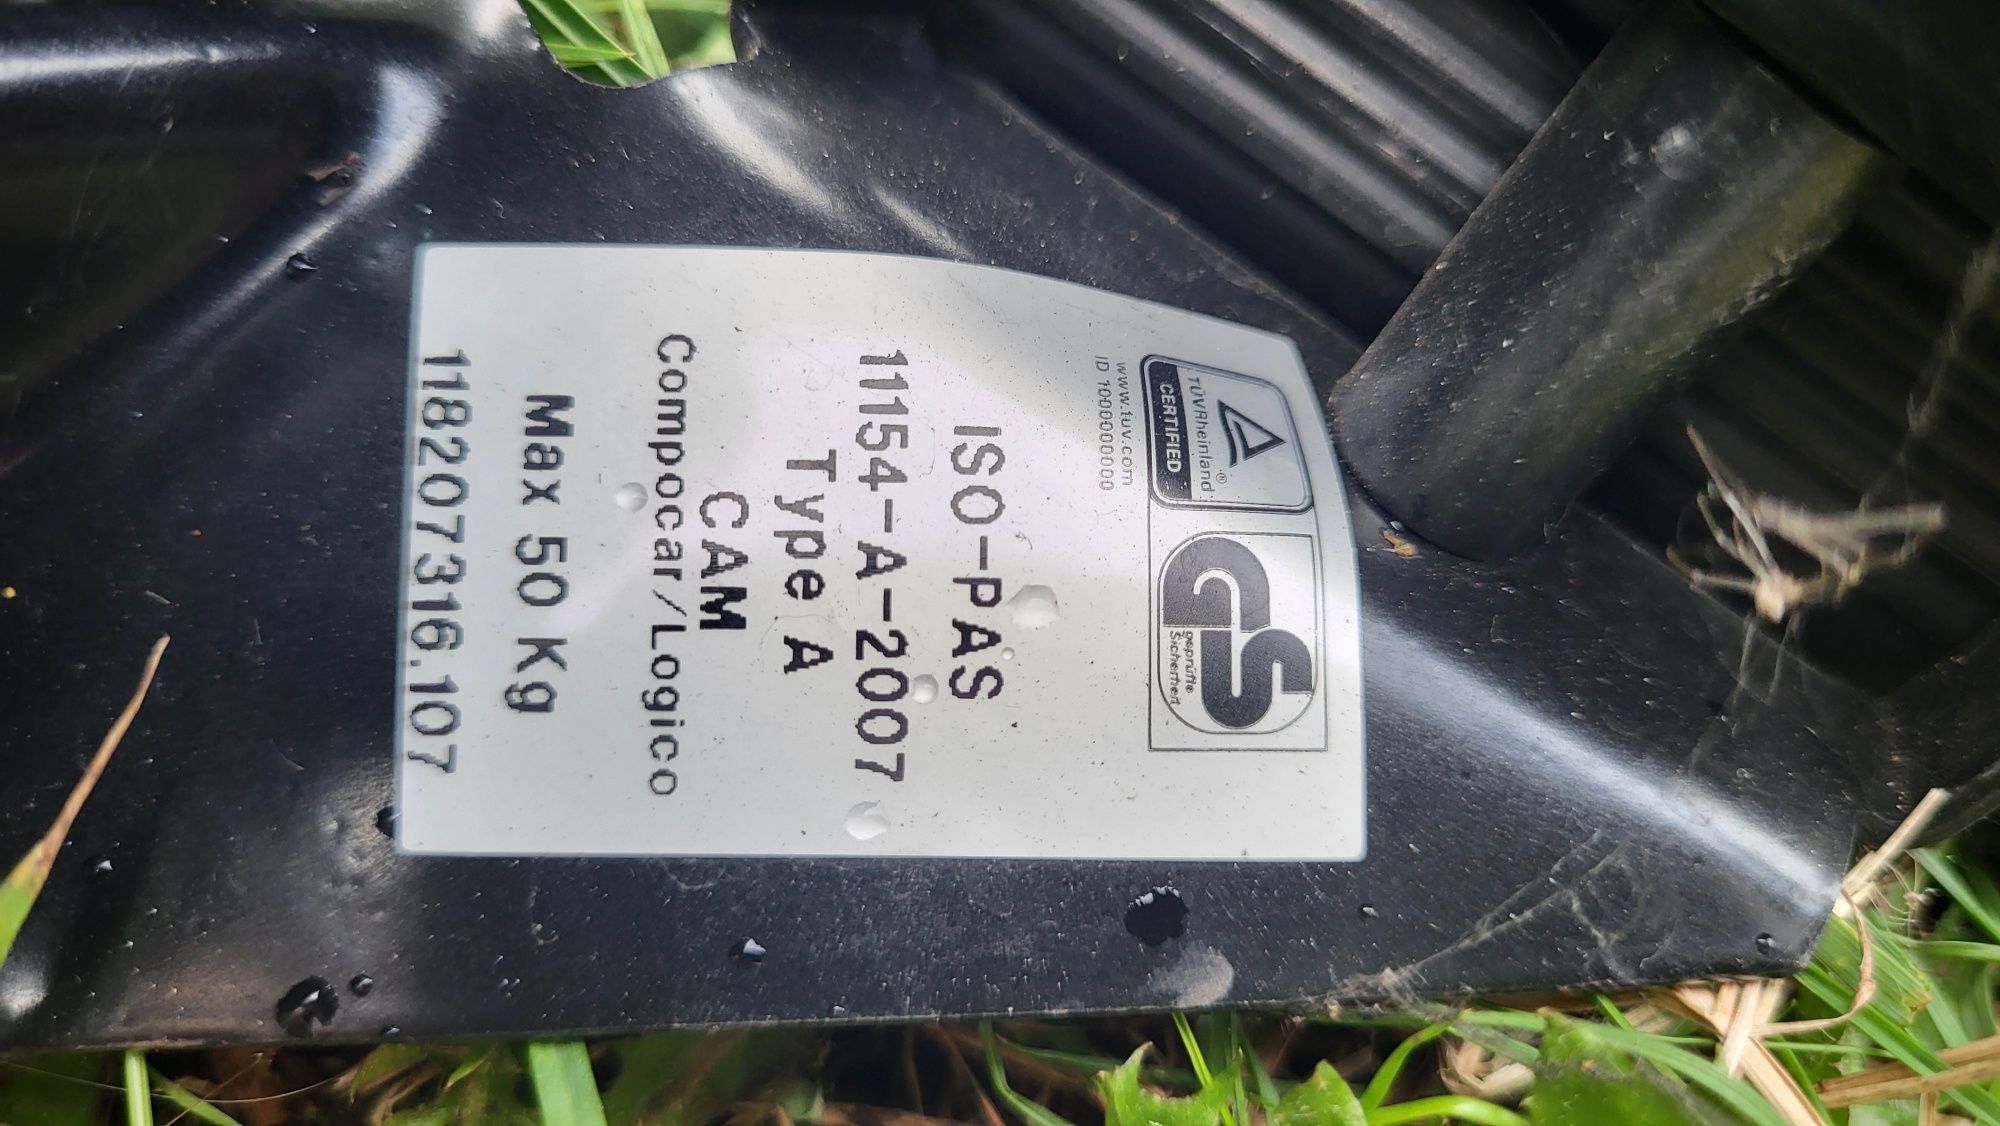 TÜVRheinland®
CERTIFIED
GS
geprüfte
Sicherheit
www.tuv.com
ID 1000000000
ISO-PAS
11154-A-2007
Type A
CAM
Compocar/Logico
Max 50 Kg
118207316.107